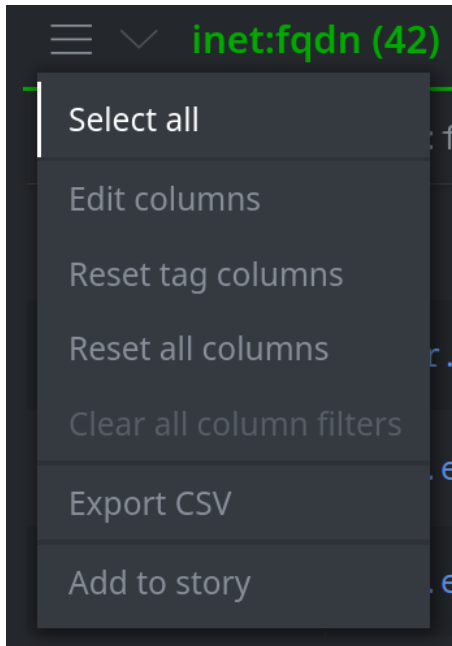 inet:fqdn (42)
Select all
Edit columns
Reset tag columns
Reset all columns
Clear all column filters
Export CSV
Add to story